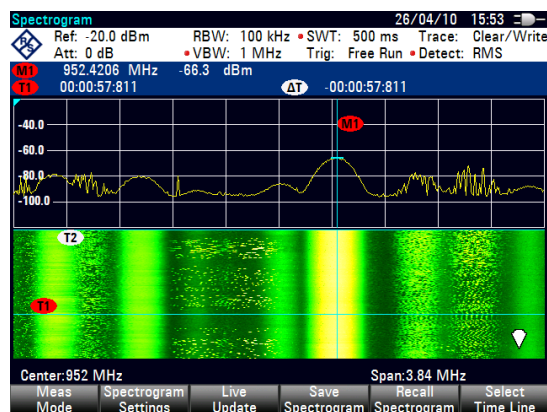 Spectrogram 26/04/10 15:53
Ref: -20.0 dBm RBW: 100 kHz SWT: 500 ms Trace: Clear/Write
Att: 0 dB VBW: 1 MHz Trig: Free Run Detect: RMS
M1 952.4206 MHz -66.3 dBm
T1 00:00:57:811 ΔT -00:00:57:811
M1
-40.0
-60.0
-80.0
-100.0
T2
T1
Center:952 MHz Span:3.84 MHz
Meas Mode Spectrogram Settings Live Update Save Spectrogram Recall Spectrogram Select Time Line